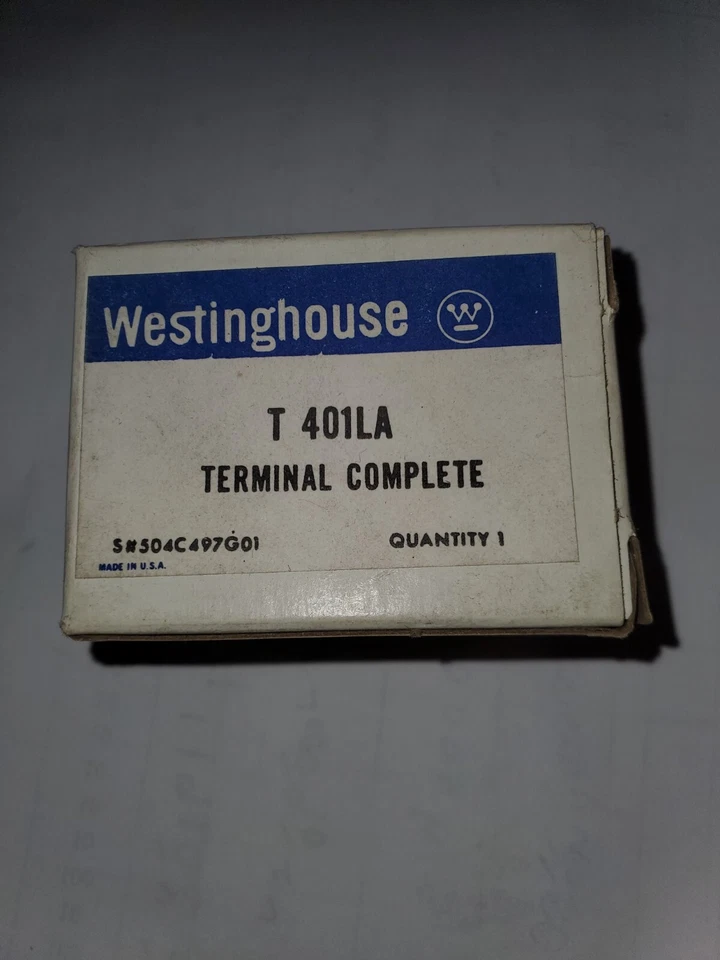 Westinghouse W
T 401LA
TERMINAL COMPLETE
S#504C497G01 QUANTITY 1
MADE IN U.S.A.